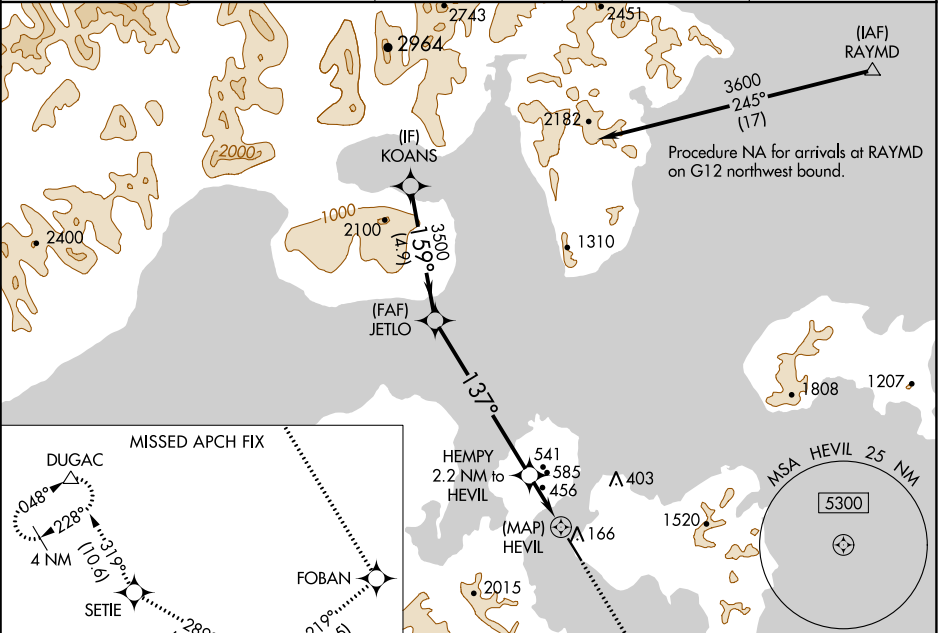 2743
2451
2964
(IAF)
RAYMD
3600
245°
(17)
2182
Procedure NA for arrivals at RAYMD
on G12 northwest bound.
2000
(IF)
KOANS
1000
2100
3500
159°
(4.9)
2400
1310
(FAF)
JETLO
137°
1808
1207
MISSED APCH FIX
DUGAC
048°
228°
4 NM
319°
(10.6)
SETIE
289°
FOBAN
219°
HEMPY
2.2 NM to
HEVIL
541
585
456
403
(MAP)
HEVIL
166
1520
2015
MSA HEVIL 25 NM
5300